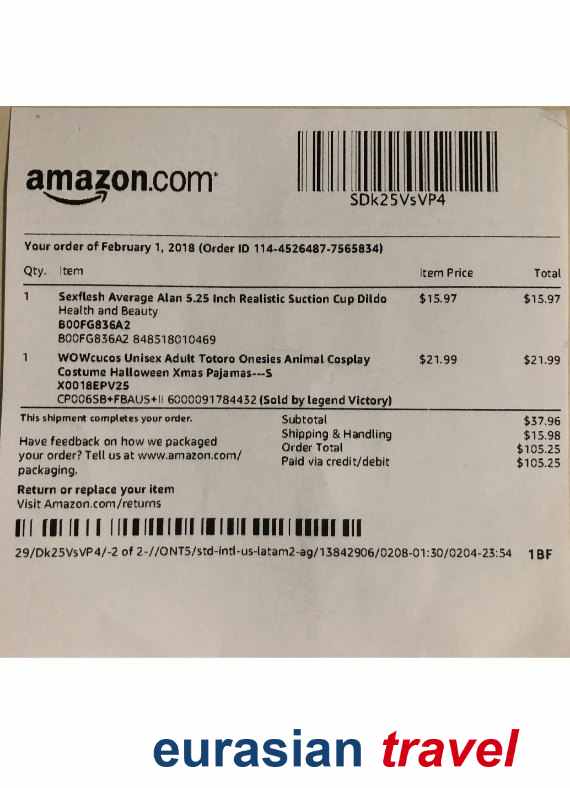 amazon.com
SDk25VsVP4
Your order of February 1, 2018 (Order ID 114-4526487-7565834)
Qty. Item Item Price Total
1 Sexflesh Average Alan 5.25 Inch Realistic Suction Cup Dildo $15.97 $15.97
Health and Beauty
B00FG836A2
B00FG836A2 848518010469
1 WOWcucos Unisex Adult Totoro Onesies Animal Cosplay $21.99 $21.99
Costume Halloween Xmas Pajamas---S
X0018EPV25
CP006SB+FBAUS+II 6000091784432 (Sold by legend Victory)
This shipment completes your order.
Have feedback on how we packaged
your order? Tell us at www.amazon.com/
packaging.
Subtotal $37.96
Shipping & Handling $15.98
Order Total $105.25
Paid via credit/debit $105.25
Return or replace your item
Visit Amazon.com/returns
29/Dk25VsVP4/-2 of 2-//ONT5/std-intl-us-latam2-ag/13842906/0208-01:30/0204-23:54 1BF
eurasian travel